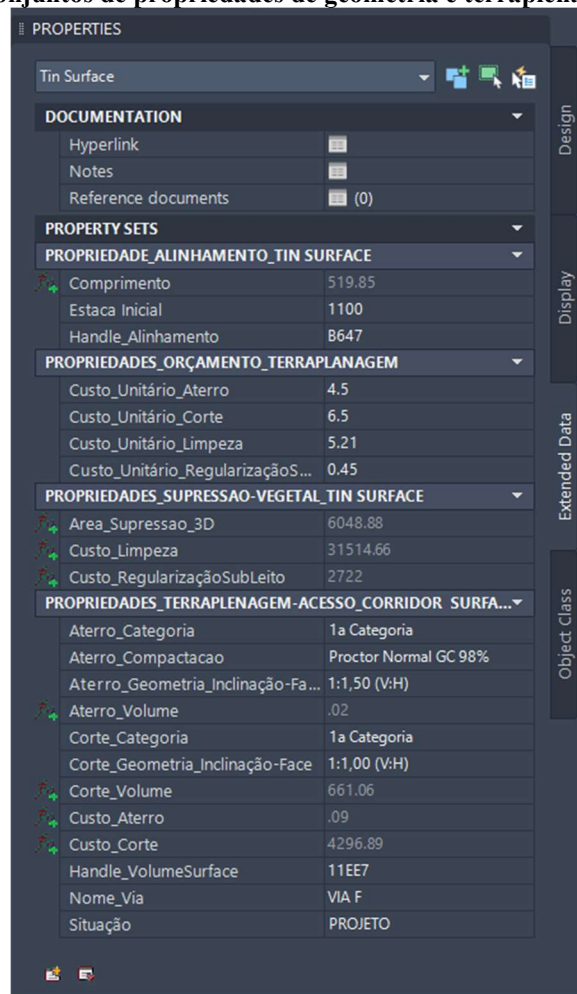 onjuntos de propriedades de geometria e
PROPERTIES
Tin Surface
DOCUMENTATION
Hyperlink
Notes
Reference documents (0)
PROPERTY SETS
PROPRIEDADE_ALINHAMENTO_TIN SURFACE
Comprimento 519.85
Estaca Inicial 1100
Handle_Alinhamento B647
PROPRIEDADES_ORÇAMENTO_TERRAPLANAGEM
Custo_Unitário_Aterro 4.5
Custo_Unitário_Corte 6.5
Custo_Unitário_Limpeza 5.21
Custo_Unitário_RegularizaçãoS... 0.45
PROPRIEDADES_SUPRESSAO-VEGETAL_TIN SURFACE
Area_Supressao_3D 6048.88
Custo_Limpeza 31514.66
Custo_RegularizaçãoSubLeito 2722
PROPRIEDADES_TERRAPLENAGEM-ACESSO_CORRIDOR SURFA...
Aterro_Categoria 1a Categoria
Aterro_Compactacao Proctor Normal GC 98%
Aterro_Geometria_Inclinação-Fa... 1:1,50 (V:H)
Aterro_Volume .02
Corte_Categoria 1a Categoria
Corte_Geometria_Inclinação-Face 1:1,00 (V:H)
Corte_Volume 661.06
Custo_Aterro .09
Custo_Corte 4296.89
Handle_VolumeSurface 11EE7
Nome_Via VIA F
Situação PROJETO
Design
Display
Extended Data
Object Class